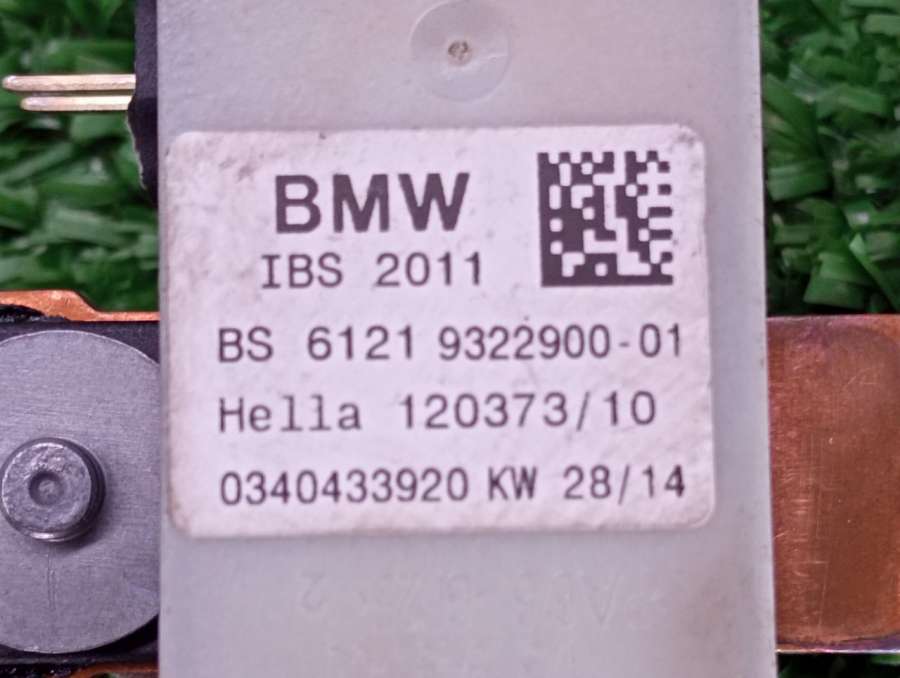 BMW
IBS 2011
BS 6121 9322900-01
Hella 120373/10
0340433920 KW 28/14